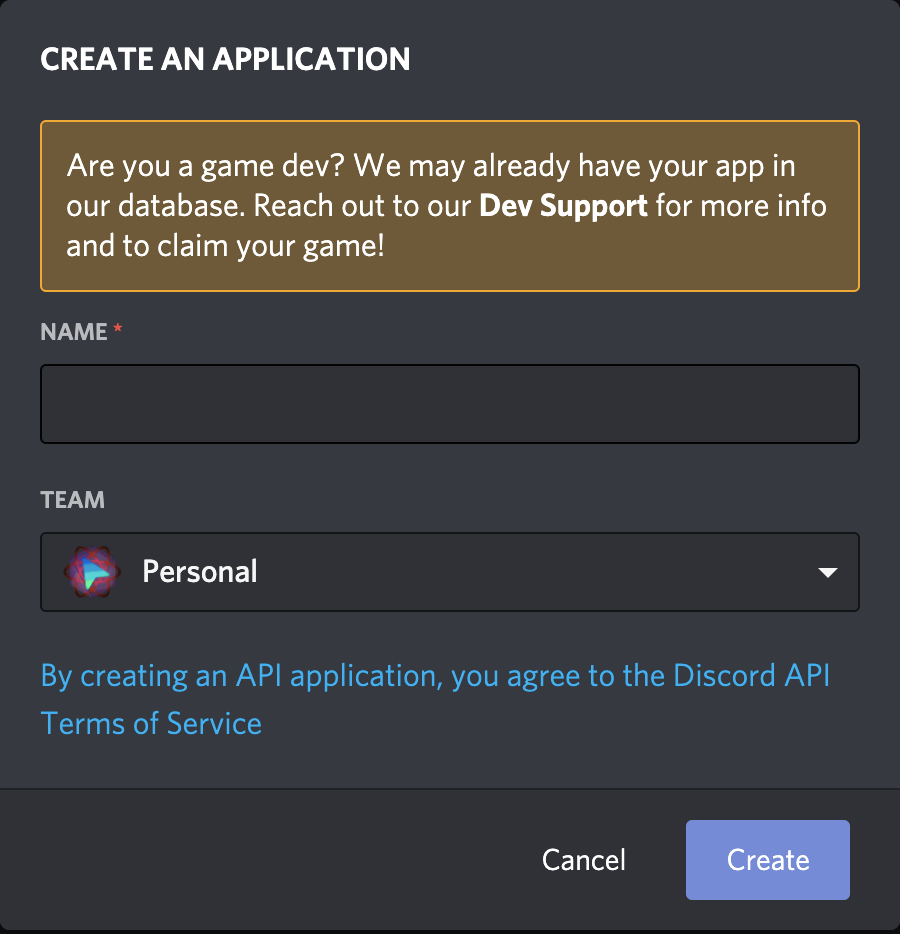 CREATE AN APPLICATION
Are you a game dev? We may already have your app in
our database. Reach out to our Dev Support for more info
and to claim your game!
NAME *
TEAM
Personal
By creating an API application, you agree to the Discord API
Terms of Service
Cancel
Create